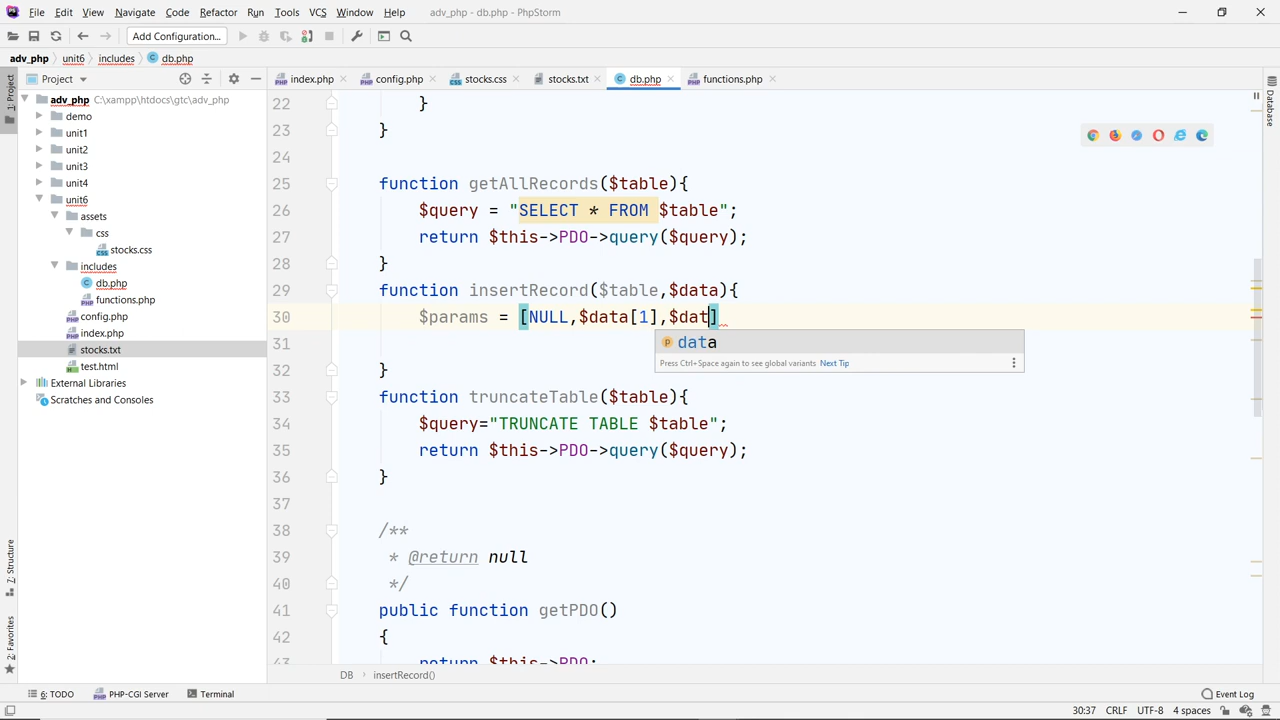 File Edit View Navigate Code Refactor Run Tools VCS Window Help adv_php - db.php - PhpStorm
Add Configuration...
adv_php unit6 includes db.php
Project
index.php config.php stocks.css stocks.txt db.php functions.php
1: Project
7: Structure
2: Favorites
Database
adv_php C:\xampp\htdocs\gtc\adv_php
demo
unit1
unit2
unit3
unit4
unit6
assets
css
stocks.css
includes
db.php
functions.php
config.php
index.php
stocks.txt
test.html
External Libraries
Scratches and Consoles
22 }
23 }
24
25 function getAllRecords($table){
26 $query = "SELECT * FROM $table";
27 return $this->PDO->query($query);
28 }
29 function insertRecord($table,$data){
30 $params = [NULL,$data[1],$dat]
data
Press Ctrl+Space again to see global variants Next Tip
31
32 }
33 function truncateTable($table){
34 $query="TRUNCATE TABLE $table";
35 return $this->PDO->query($query);
36 }
37
38 /**
39 * @return null
40 */
41 public function getPDO()
42 {
43 return $this->PDO;
DB insertRecord()
6: TODO PHP-CGI Server Terminal Event Log
30:37 CRLF UTF-8 4 spaces